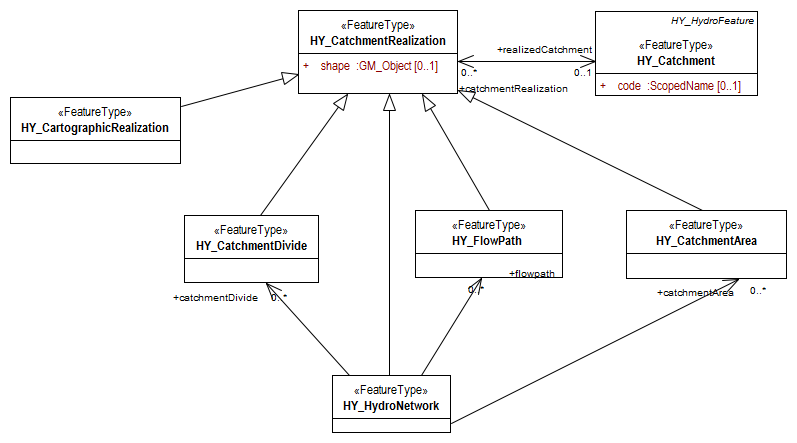 HY_HydroFeature
«FeatureType»
HY_CatchmentRealization
+ shape :GM_Object [0..1]
«FeatureType»
HY_Catchment
+ code :ScopedName [0..1]
+realizedCatchment
0..*
0..1
+catchmentRealization
«FeatureType»
HY_CartographicRealization
«FeatureType»
HY_CatchmentDivide
«FeatureType»
HY_FlowPath
«FeatureType»
HY_CatchmentArea
+flowpath
0..*
+catchmentDivide
0..*
+catchmentArea
0..*
«FeatureType»
HY_HydroNetwork